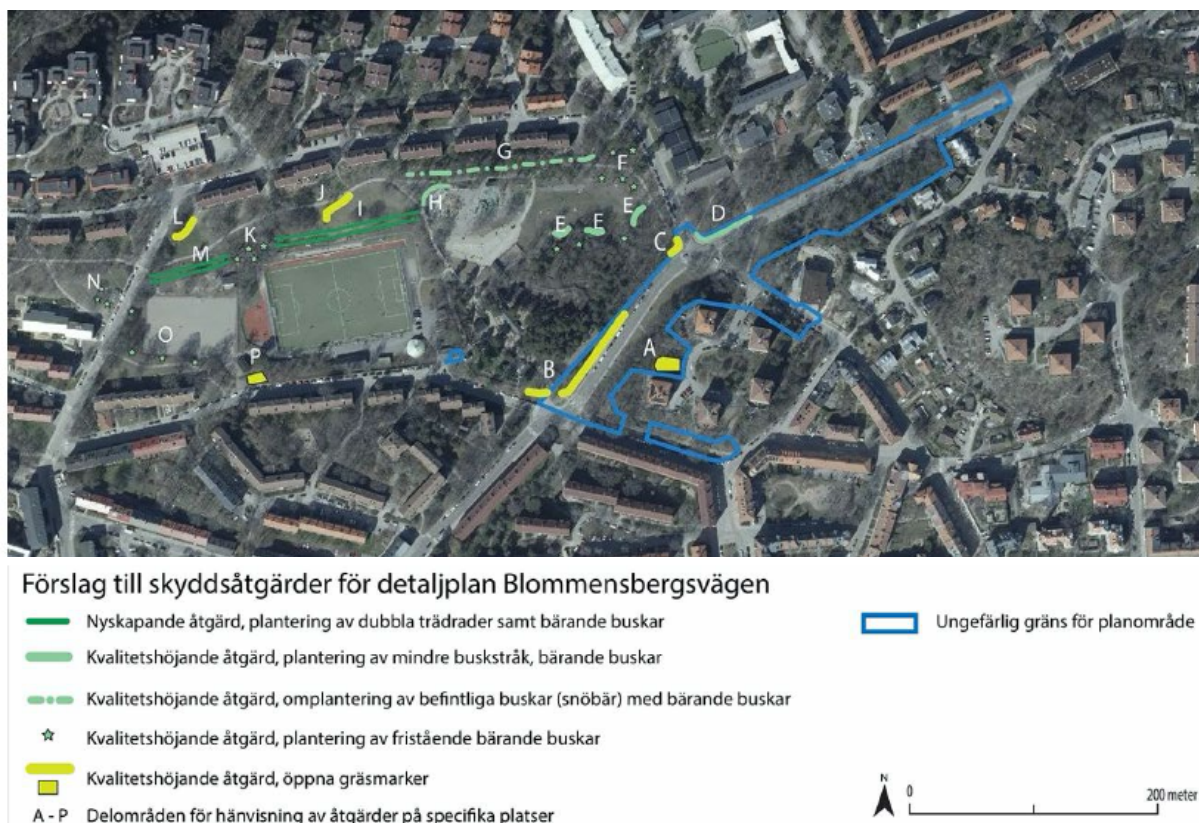 G
F
J
I
H
E
L
K
E
F
D
M
C
N
O
P
B
A
Förslag till skyddsåtgärder för detaljplan Blommensbergsvägen
Nyskapande åtgärd, plantering av dubbla trädrader samt bärande buskar
Ungefärlig gräns för planområde
Kvalitetshöjande åtgärd, plantering av mindre buskstråk, bärande buskar
Kvalitetshöjande åtgärd, omplantering av befintliga buskar (snöbär) med bärande buskar
Kvalitetshöjande åtgärd, plantering av fristående bärande buskar
Kvalitetshöjande åtgärd, öppna gräsmarker
A - P Delområden för hänvisning av åtgärder på specifika platser
N
0
200 meter